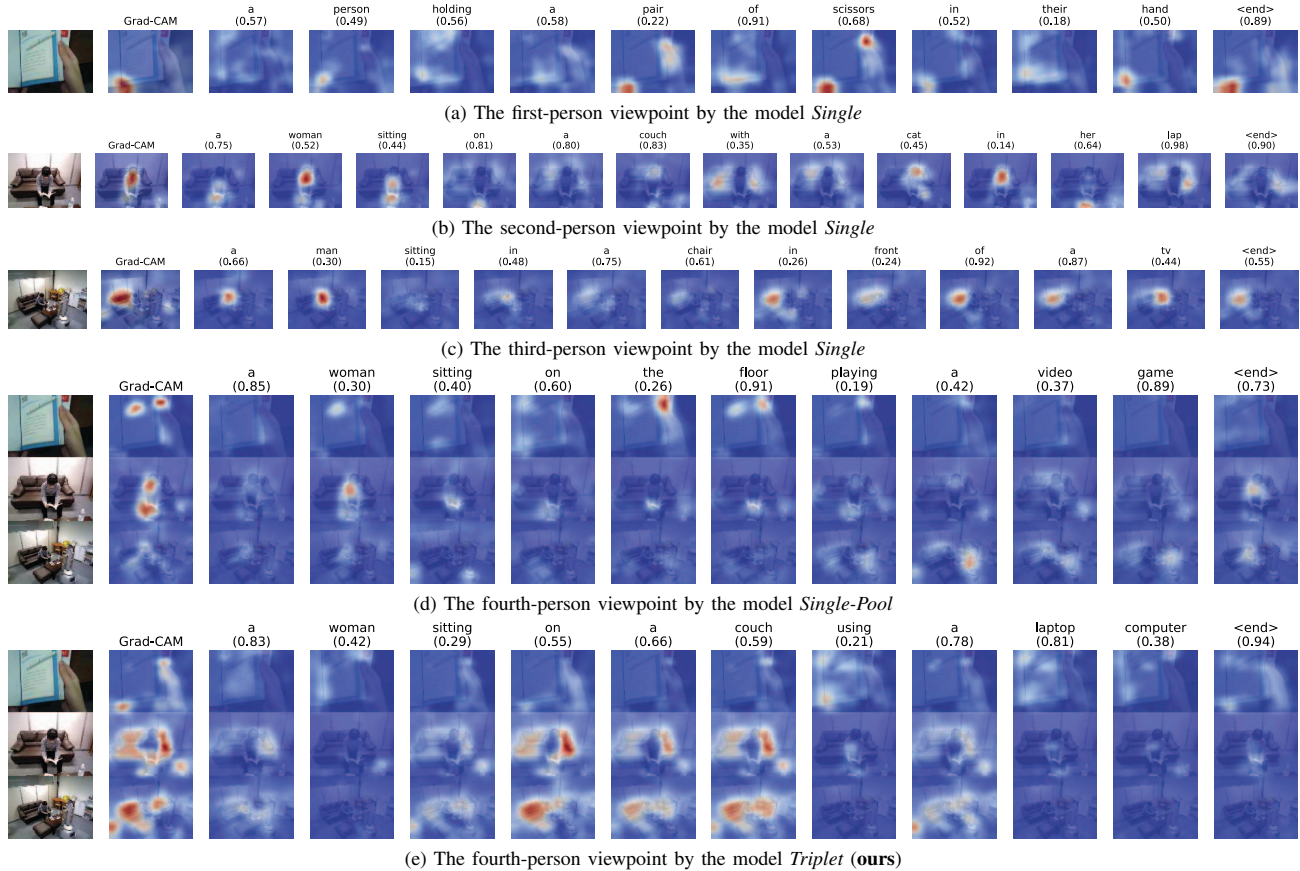 Grad-CAM a (0.57) person (0.49) holding (0.56) a (0.58) pair (0.22) of (0.91) scissors (0.68) in (0.52) their (0.18) hand (0.50) <end> (0.89)
(a) The first-person viewpoint by the model Single
Grad-CAM a (0.75) woman (0.52) sitting (0.44) on (0.81) a (0.80) couch (0.83) with (0.35) a (0.53) cat (0.45) in (0.14) her (0.64) lap (0.98) <end> (0.90)
(b) The second-person viewpoint by the model Single
Grad-CAM a (0.66) man (0.30) sitting (0.15) in (0.48) a (0.75) chair (0.61) in (0.26) front (0.24) of (0.92) a (0.87) tv (0.44) <end> (0.55)
(c) The third-person viewpoint by the model Single
Grad-CAM a (0.85) woman (0.30) sitting (0.40) on (0.60) the (0.26) floor (0.91) playing (0.19) a (0.42) video (0.37) game (0.89) <end> (0.73)
(d) The fourth-person viewpoint by the model Single-Pool
Grad-CAM a (0.83) woman (0.42) sitting (0.29) on (0.55) a (0.66) couch (0.59) using (0.21) a (0.78) laptop (0.81) computer (0.38) <end> (0.94)
(e) The fourth-person viewpoint by the model Triplet (ours)